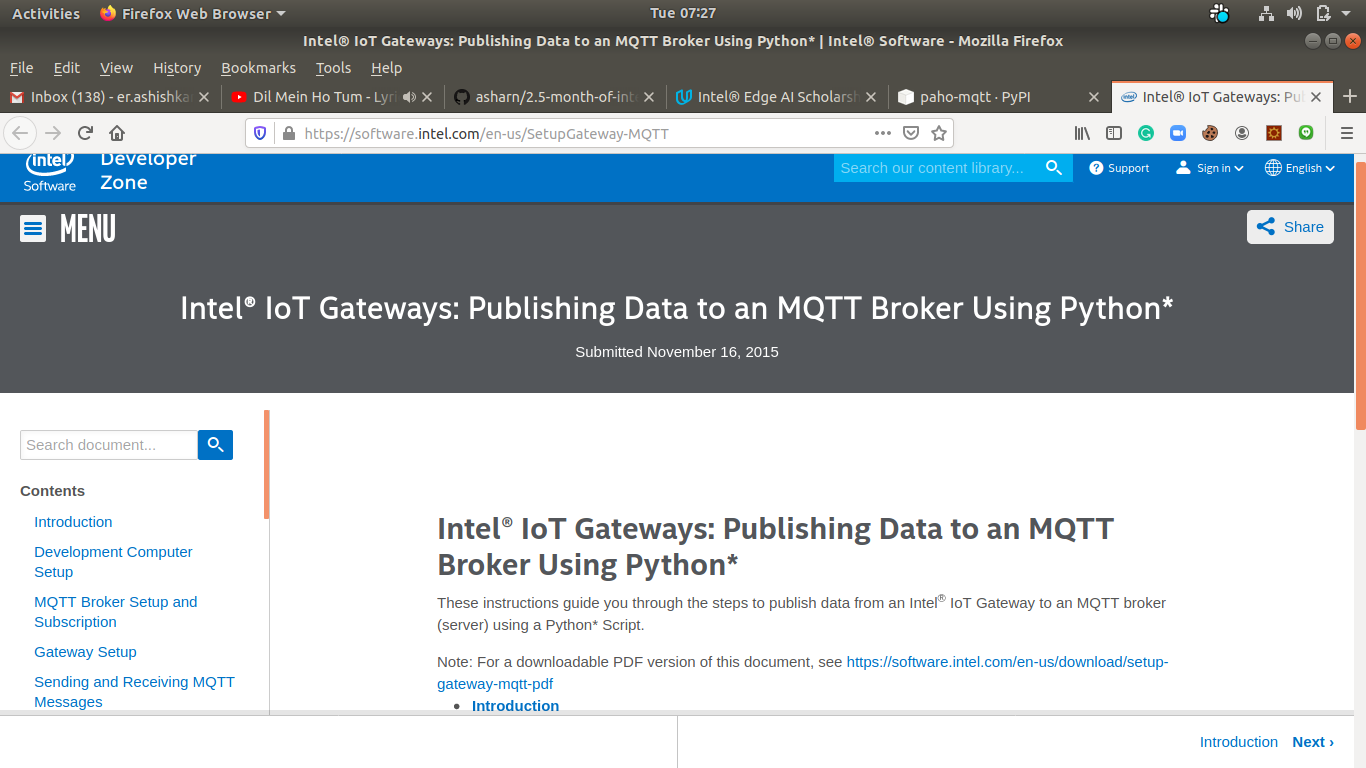 Activities Firefox Web Browser Tue 07:27
Intel® IoT Gateways: Publishing Data to an MQTT Broker Using Python* | Intel® Software - Mozilla Firefox
File Edit View History Bookmarks Tools Help
Inbox (138) - er.ashishka Dil Mein Ho Tum - Lyri asharn/2.5-month-of-inte Intel® Edge AI Scholarsh paho-mqtt · PyPI Intel® IoT Gateways: Pub
https://software.intel.com/en-us/SetupGateway-MQTT
intel Software
Developer Zone
Search our content library... Support Sign in English
MENU Share
Intel® IoT Gateways: Publishing Data to an MQTT Broker Using Python*
Submitted November 16, 2015
Search document...
Contents
Introduction
Development Computer
Setup
MQTT Broker Setup and
Subscription
Gateway Setup
Sending and Receiving MQTT
Messages
Intel® IoT Gateways: Publishing Data to an MQTT
Broker Using Python*
These instructions guide you through the steps to publish data from an Intel® IoT Gateway to an MQTT broker
(server) using a Python* Script.
Note: For a downloadable PDF version of this document, see https://software.intel.com/en-us/download/setup-
gateway-mqtt-pdf
• Introduction
Introduction Next ›